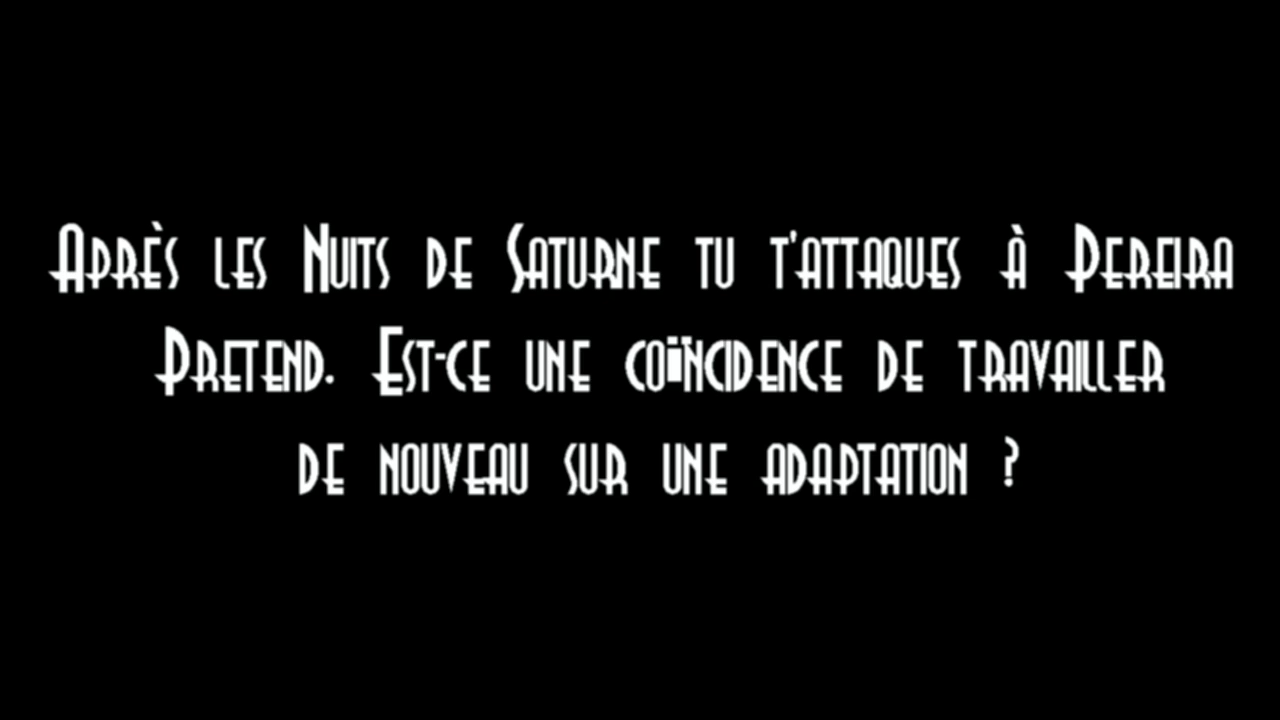 Après les Nuits de Saturne tu t'attaques à Pereira
Pretend. Est-ce une coïncidence de travailler
de nouveau sur une adaptation ?